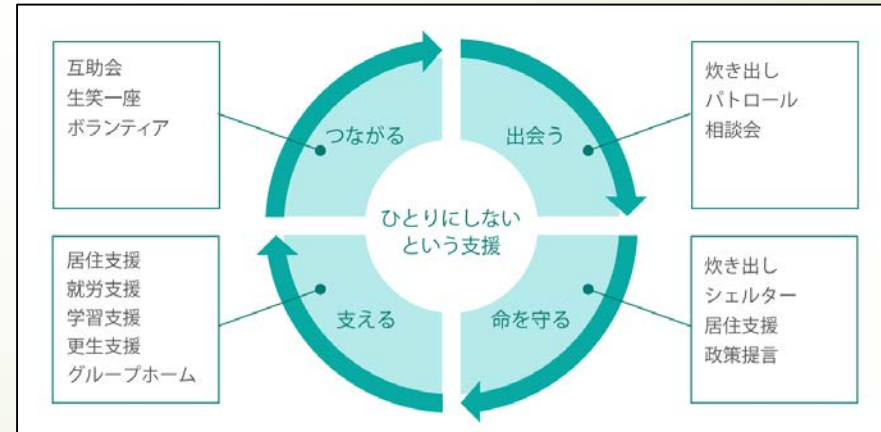 互助会
生笑一座
ボランティア
つながる
出会う
炊き出し
パトロール
相談会
ひとりにしない
という支援
居住支援
就労支援
学習支援
更生支援
グループホーム
支える
命を守る
炊き出し
シェルター
居住支援
政策提言